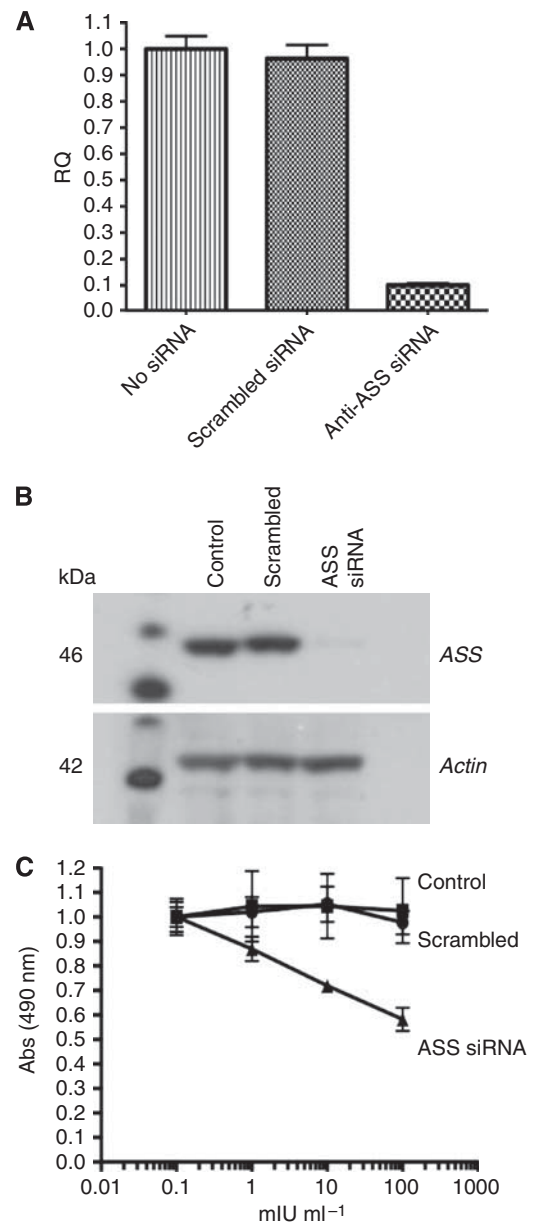 A
1.1
1.0
0.9
0.8
0.7
0.6
0.5
0.4
0.3
0.2
0.1
0.0
RQ
No siRNA
Scrambled siRNA
Anti-ASS siRNA
B
kDa
Control
Scrambled
ASS
siRNA
46
ASS
42
Actin
C
1.2
1.1
1.0
0.9
0.8
0.7
0.6
0.5
0.4
0.3
0.2
0.1
0.0
Abs (490 nm)
Control
Scrambled
ASS siRNA
0.01 0.1 1 10 100 1000
mIU ml⁻¹